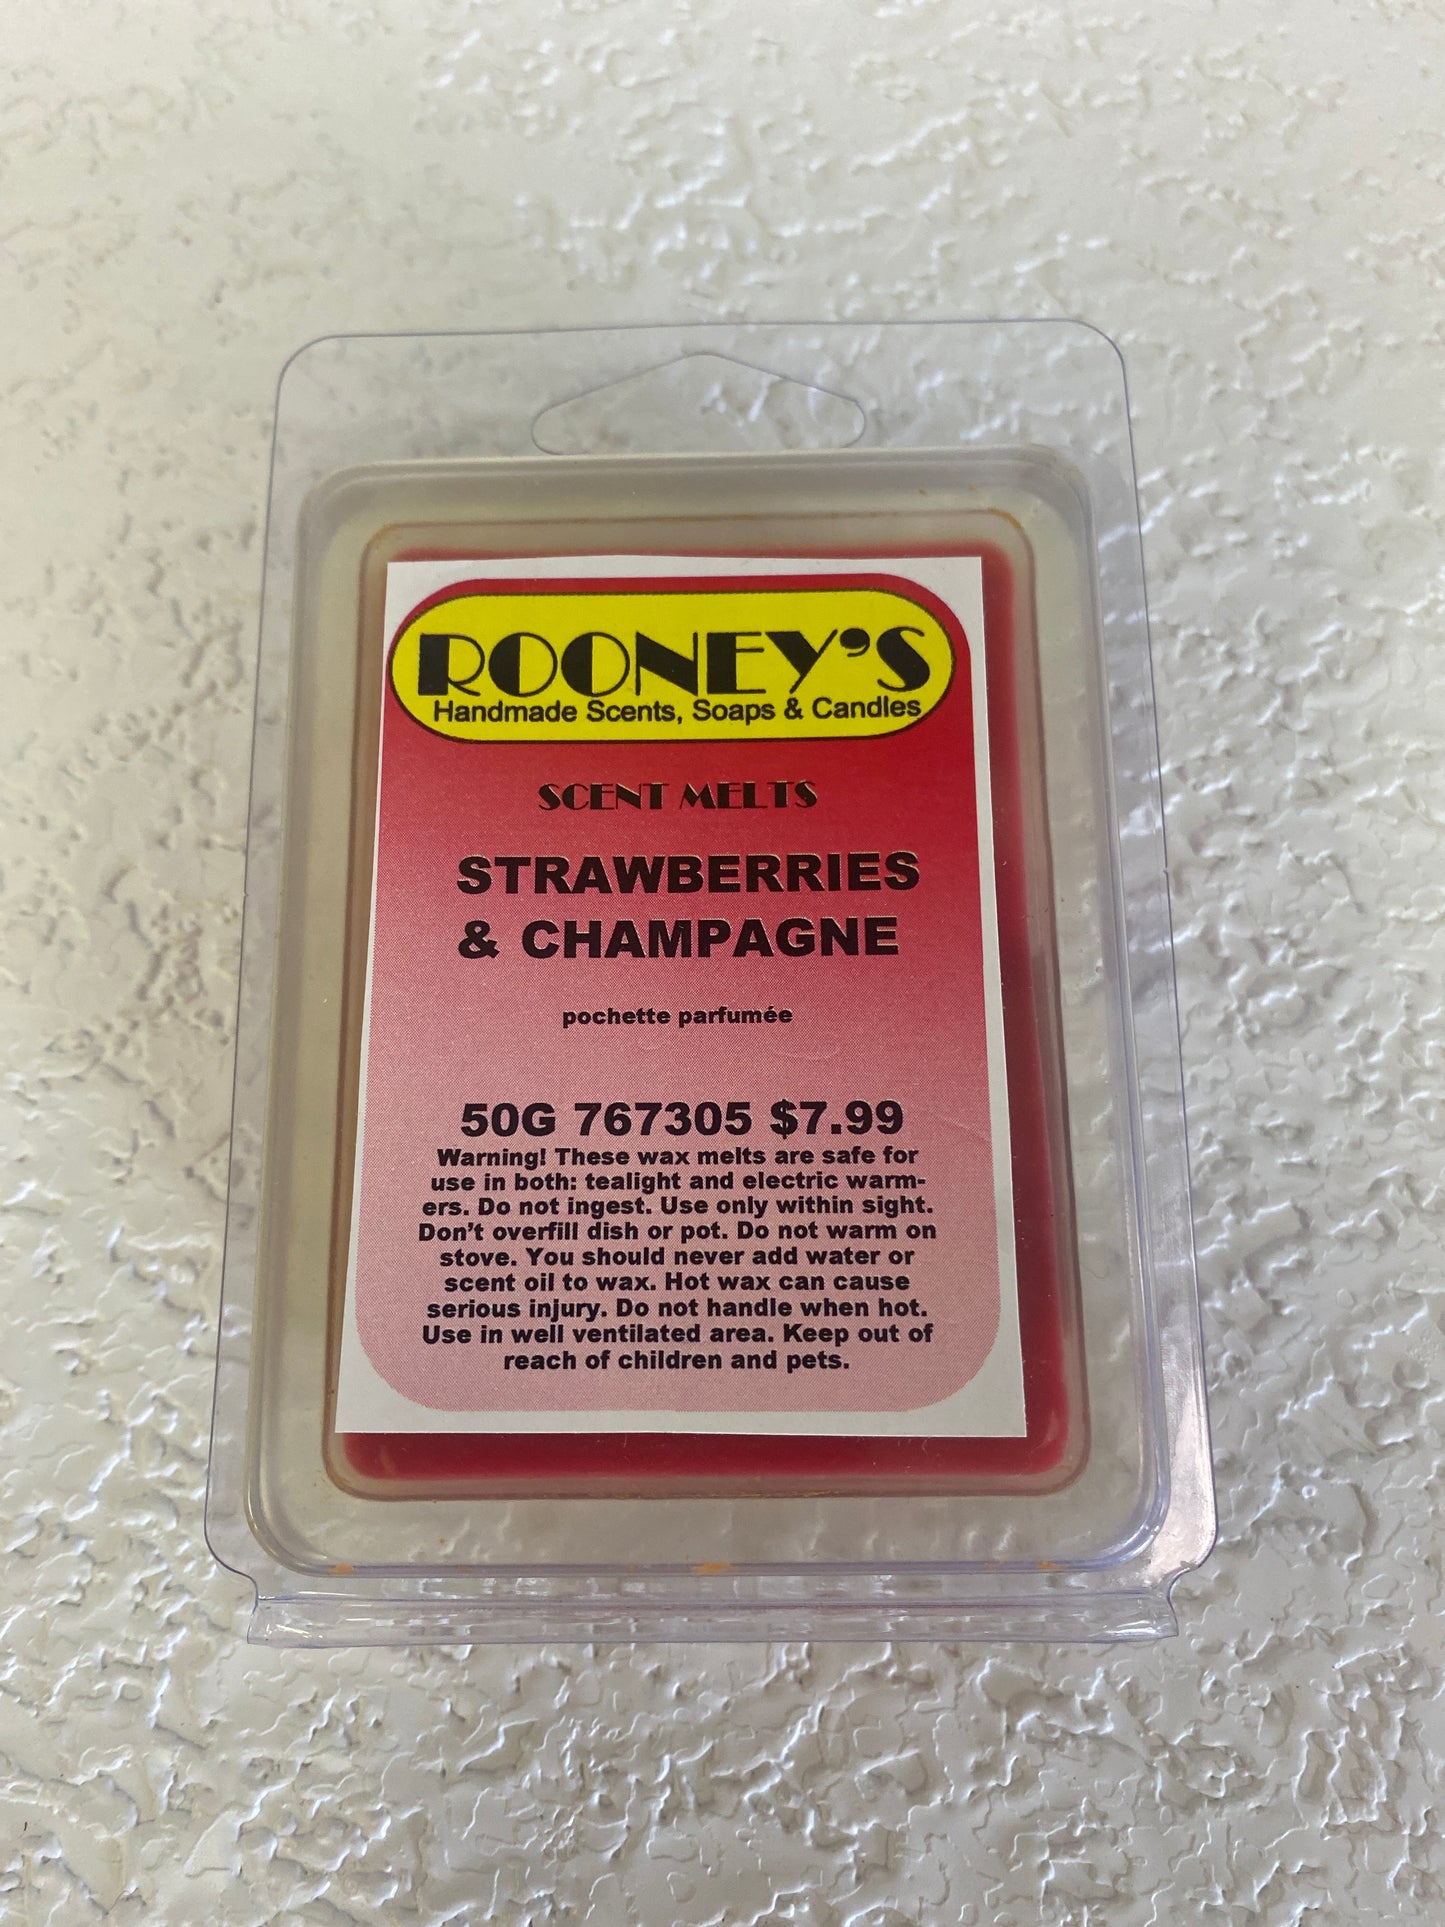 ROONEY'S
Handmade Scents, Soaps & Candles
SCENT MELTS
STRAWBERRIES
& CHAMPAGNE
pochette parfumée
50G 767305 $7.99
Warning! These wax melts are safe for
use in both: tealight and electric warm-
ers. Do not ingest. Use only within sight.
Don't overfill dish or pot. Do not warm on
stove. You should never add water or
scent oil to wax. Hot wax can cause
serious injury. Do not handle when hot.
Use in well ventilated area. Keep out of
reach of children and pets.